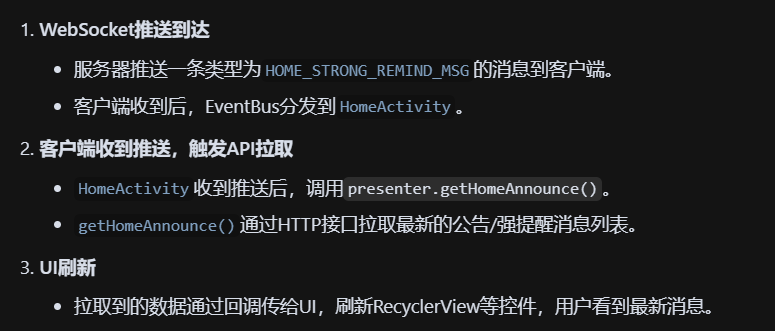 1. WebSocket推送到达
• 服务器推送一条类型为 HOME_STRONG_REMIND_MSG 的消息到客户端。
• 客户端收到后，EventBus分发到 HomeActivity 。
2. 客户端收到推送，触发API拉取
• HomeActivity 收到推送后，调用 presenter.getHomeAnnounce() 。
• getHomeAnnounce() 通过HTTP接口拉取最新的公告/强提醒消息列表。
3. UI刷新
• 拉取到的数据通过回调传给UI，刷新RecyclerView等控件，用户看到最新消息。